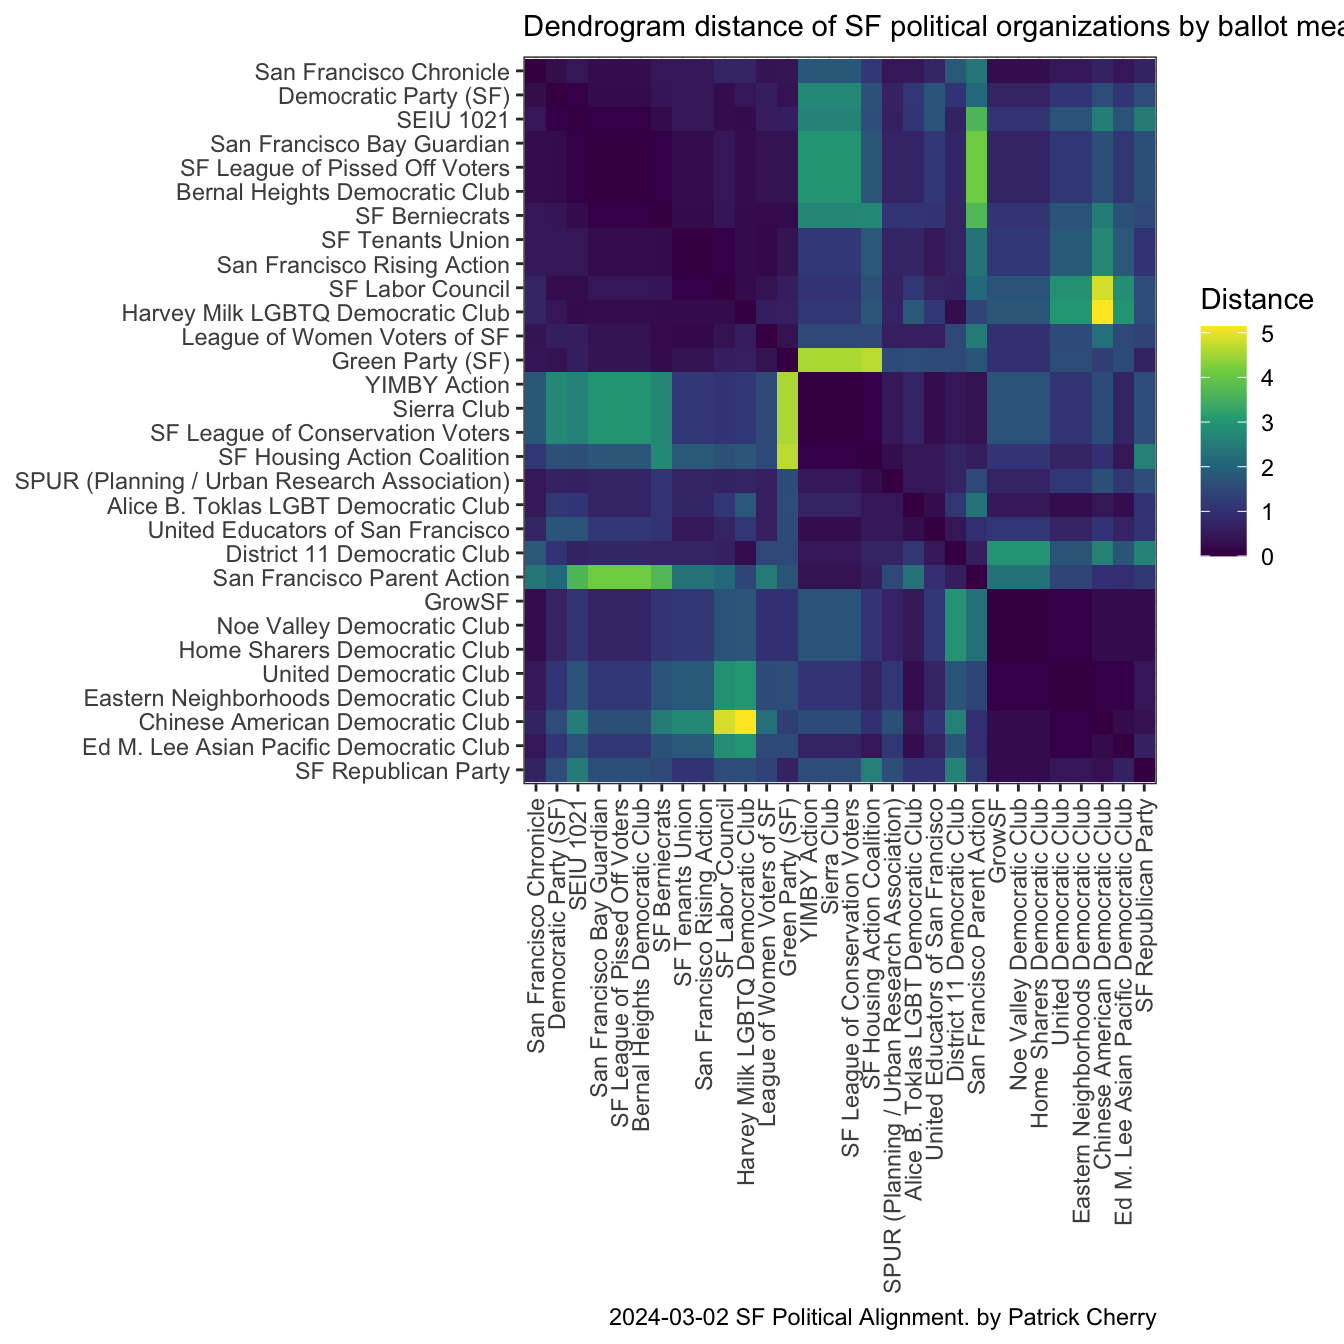 Dendrogram distance of SF political organizations by ballot mea
San Francisco Chronicle
Democratic Party (SF)
SEIU 1021
San Francisco Bay Guardian
SF League of Pissed Off Voters
Bernal Heights Democratic Club
SF Berniecrats
SF Tenants Union
San Francisco Rising Action
SF Labor Council
Harvey Milk LGBTQ Democratic Club
League of Women Voters of SF
Green Party (SF)
YIMBY Action
Sierra Club
SF League of Conservation Voters
SF Housing Action Coalition
SPUR (Planning / Urban Research Association)
Alice B. Toklas LGBT Democratic Club
United Educators of San Francisco
District 11 Democratic Club
San Francisco Parent Action
GrowSF
Noe Valley Democratic Club
Home Sharers Democratic Club
United Democratic Club
Eastern Neighborhoods Democratic Club
Chinese American Democratic Club
Ed M. Lee Asian Pacific Democratic Club
SF Republican Party
Distance
5
4
3
2
1
0
San Francisco Chronicle
Democratic Party (SF)
SEIU 1021
San Francisco Bay Guardian
SF League of Pissed Off Voters
Bernal Heights Democratic Club
SF Berniecrats
SF Tenants Union
San Francisco Rising Action
SF Labor Council
Harvey Milk LGBTQ Democratic Club
League of Women Voters of SF
Green Party (SF)
YIMBY Action
Sierra Club
SF League of Conservation Voters
SF Housing Action Coalition
SPUR (Planning / Urban Research Association)
Alice B. Toklas LGBT Democratic Club
United Educators of San Francisco
District 11 Democratic Club
San Francisco Parent Action
GrowSF
Noe Valley Democratic Club
Home Sharers Democratic Club
United Democratic Club
Eastern Neighborhoods Democratic Club
Chinese American Democratic Club
Ed M. Lee Asian Pacific Democratic Club
SF Republican Party
2024-03-02 SF Political Alignment. by Patrick Cherry